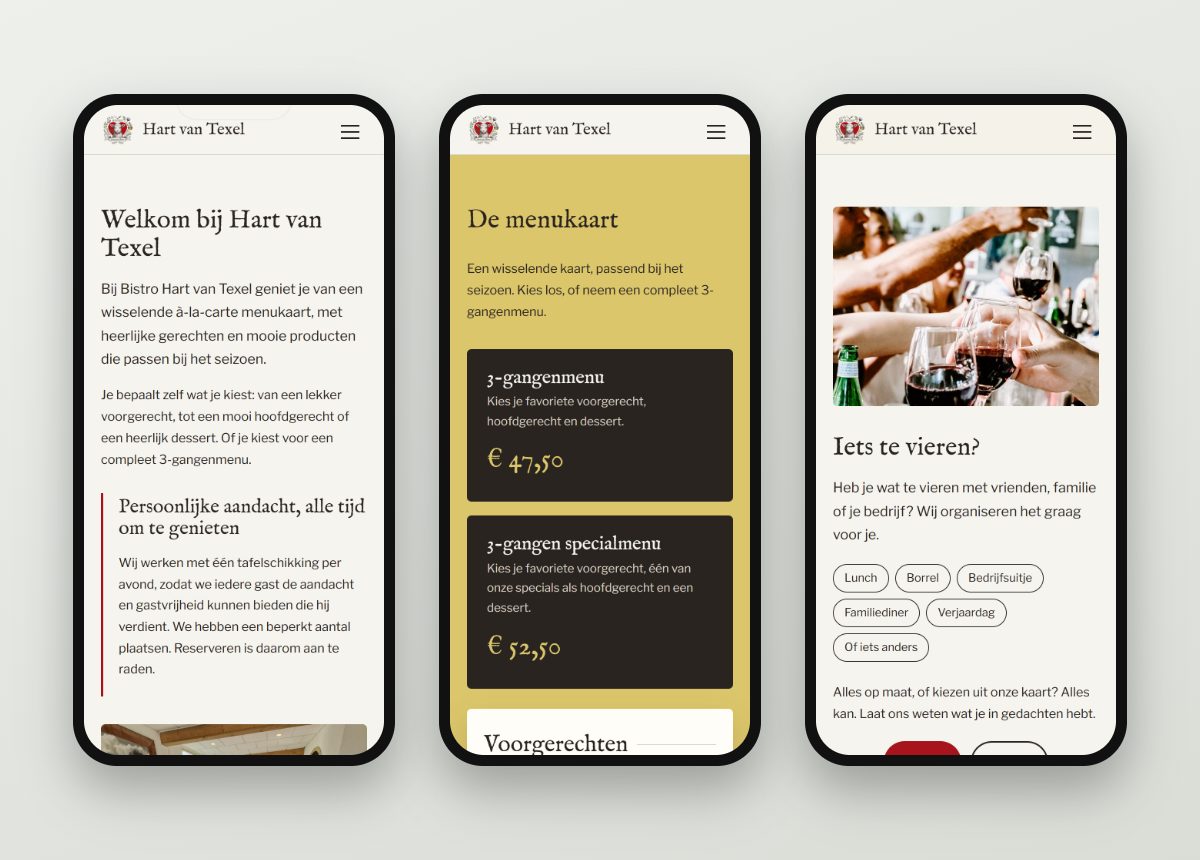 Hart van Texel
Welkom bij Hart van
Texel
Bij Bistro Hart van Texel geniet je van een
wisselende à-la-carte menukaart, met
heerlijke gerechten en mooie producten
die passen bij het seizoen.
Je bepaalt zelf wat je kiest: van een lekker
voorgerecht, tot een mooi hoofdgerecht of
een heerlijk dessert. Of je kiest voor een
compleet 3-gangenmenu.
Persoonlijke aandacht, alle tijd
om te genieten
Wij werken met één tafelschikking per
avond, zodat we iedere gast de aandacht
en gastvrijheid kunnen bieden die hij
verdient. We hebben een beperkt aantal
plaatsen. Reserveren is daarom aan te
raden.
Hart van Texel
De menukaart
Een wisselende kaart, passend bij het
seizoen. Kies los, of neem een compleet 3-
gangenmenu.
3-gangenmenu
Kies je favoriete voorgerecht,
hoofdgerecht en dessert.
€ 47,50
3-gangen specialmenu
Kies je favoriete voorgerecht, één van
onze specials als hoofdgerecht en een
dessert.
€ 52,50
Voorgerechten
Hart van Texel
Iets te vieren?
Heb je wat te vieren met vrienden, familie
of je bedrijf? Wij organiseren het graag
voor je.
Lunch Borrel Bedrijfsuitje
Familiediner Verjaardag
Of iets anders
Alles op maat, of kiezen uit onze kaart? Alles
kan. Laat ons weten wat je in gedachten hebt.